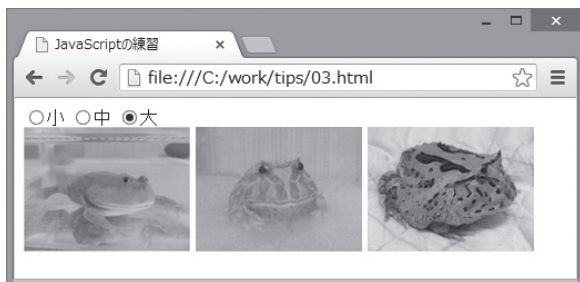 JavaScriptの練習
file:///C:/work/tips/03.html
小 中 大